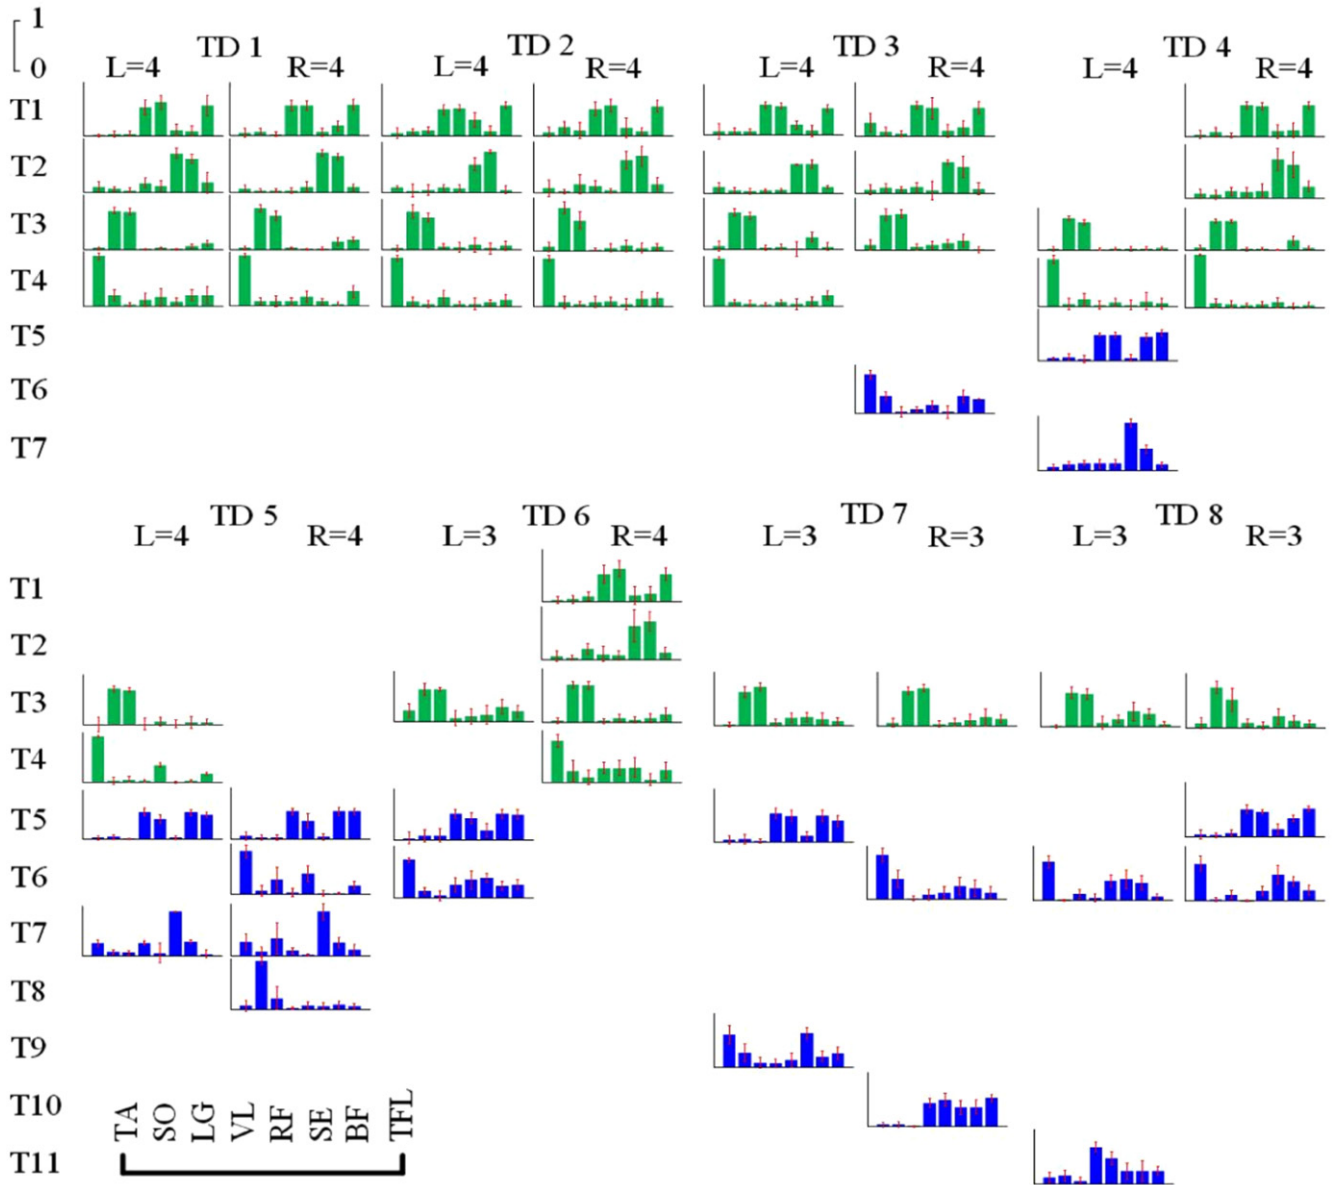 1
0
TD 1 TD 2 TD 3 TD 4
L=4 R=4 L=4 R=4 L=4 R=4 L=4 R=4
T1
T2
T3
T4
T5
T6
T7
TD 5 TD 6 TD 7 TD 8
L=4 R=4 L=3 R=4 L=3 R=3 L=3 R=3
T1
T2
T3
T4
T5
T6
T7
T8
T9
T10
TA SO LG VL RF SE BF TFL
T11